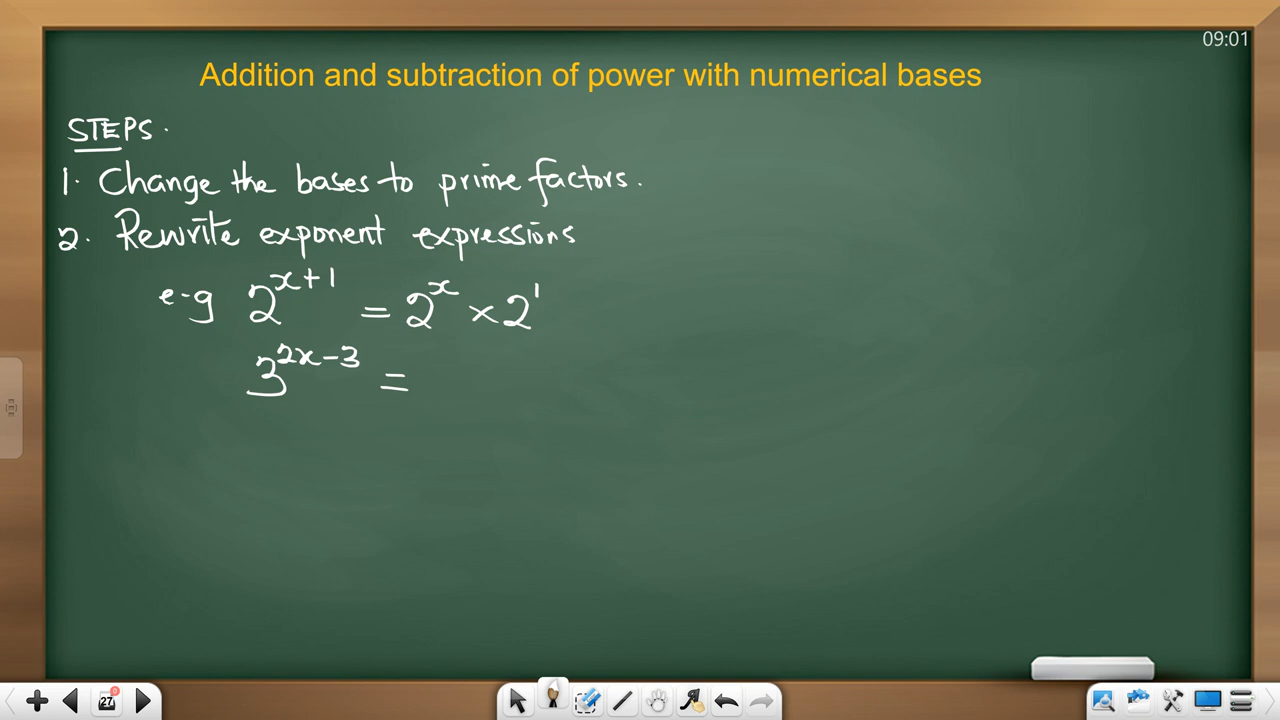 09:01
Addition and subtraction of power with numerical bases
STEPS.
1. Change the bases to prime factors.
2. Rewrite exponent expressions
e-g 2^{x+1} = 2^x × 2^1
3^{2x-3} =
27
0